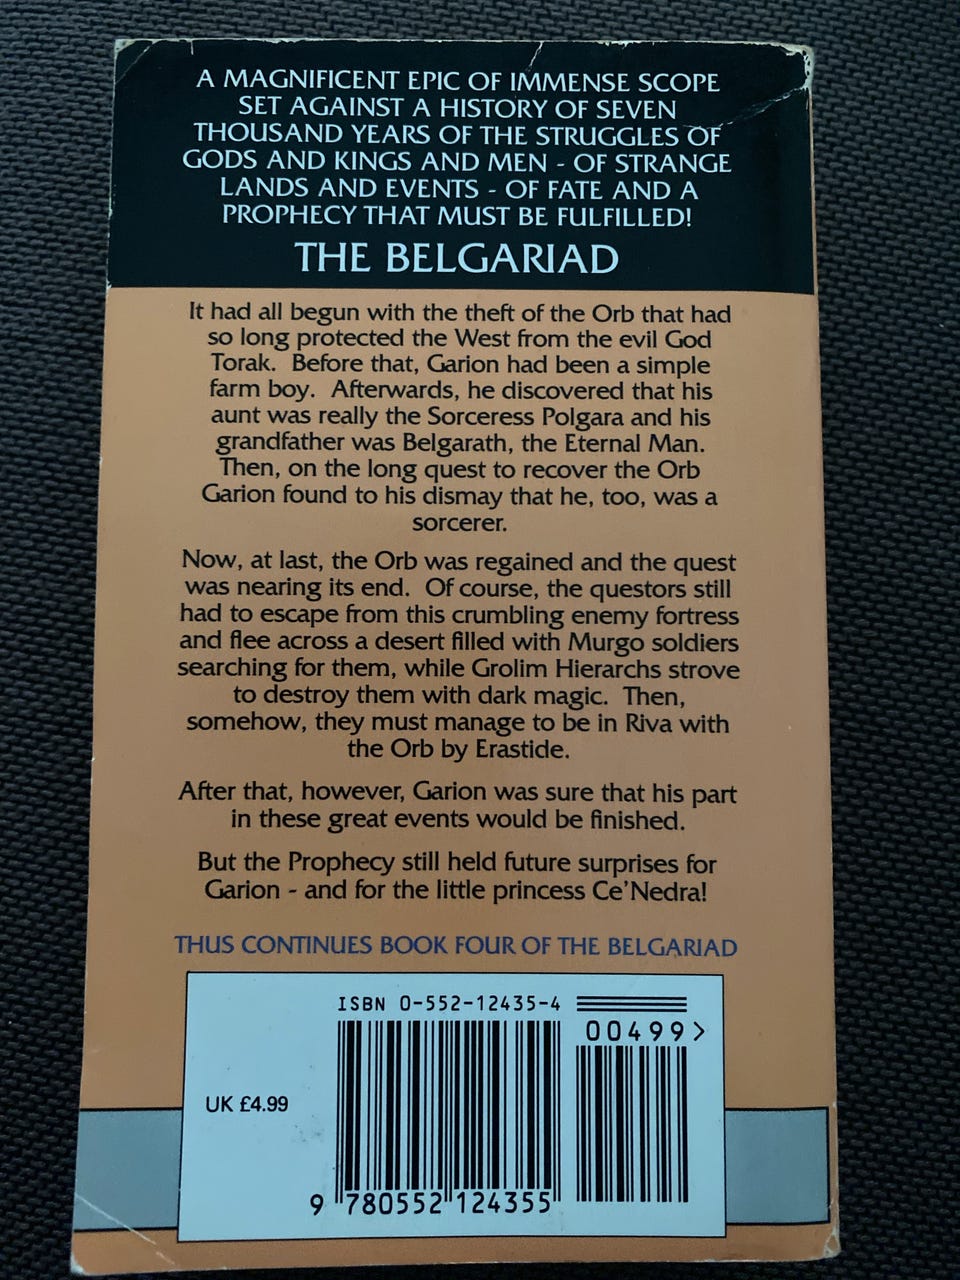 A MAGNIFICENT EPIC OF IMMENSE SCOPE
SET AGAINST A HISTORY OF SEVEN
THOUSAND YEARS OF THE STRUGGLES OF
GODS AND KINGS AND MEN - OF STRANGE
LANDS AND EVENTS - OF FATE AND A
PROPHECY THAT MUST BE FULFILLED!
THE BELGARIAD
It had all begun with the theft of the Orb that had
so long protected the West from the evil God
Torak. Before that, Garion had been a simple
farm boy. Afterwards, he discovered that his
aunt was really the Sorceress Polgara and his
grandfather was Belgarath, the Eternal Man.
Then, on the long quest to recover the Orb
Garion found to his dismay that he, too, was a
sorcerer.
Now, at last, the Orb was regained and the quest
was nearing its end. Of course, the questors still
had to escape from this crumbling enemy fortress
and flee across a desert filled with Murgo soldiers
searching for them, while Grolim Hierarchs strove
to destroy them with dark magic. Then,
somehow, they must manage to be in Riva with
the Orb by Erastide.
After that, however, Garion was sure that his part
in these great events would be finished.
But the Prophecy still held future surprises for
Garion - and for the little princess Ce'Nedra!
THUS CONTINUES BOOK FOUR OF THE BELGARIAD
ISBN 0-552-12435-4
00499>
UK £4.99
9 780552 124355